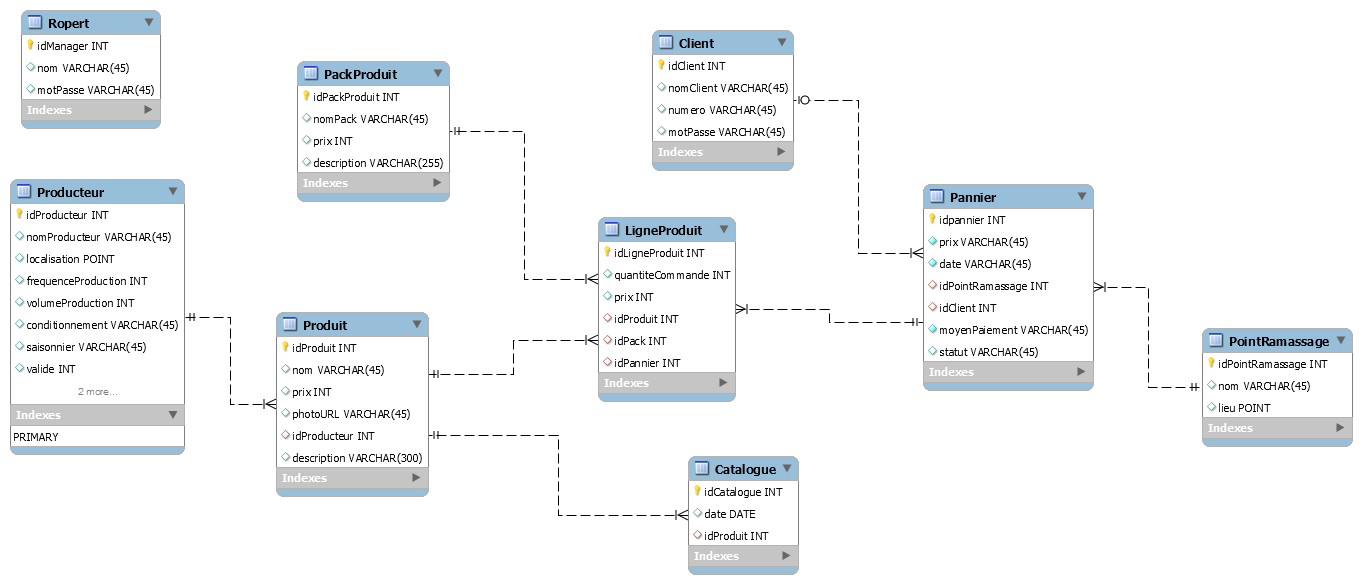 Ropert
idManager INT
nom VARCHAR(45)
motPasse VARCHAR(45)
Indexes
PackProduit
idPackProduit INT
nomPack VARCHAR(45)
prix INT
description VARCHAR(255)
Indexes
Client
idClient INT
nomClient VARCHAR(45)
numero VARCHAR(45)
motPasse VARCHAR(45)
Indexes
Producteur
idProducteur INT
nomProducteur VARCHAR(45)
localisation POINT
frequenceProduction INT
volumeProduction INT
conditionnement VARCHAR(45)
saisonnier VARCHAR(45)
valide INT
2 more...
Indexes
PRIMARY
Produit
idProduit INT
nom VARCHAR(45)
prix INT
photoURL VARCHAR(45)
idProducteur INT
description VARCHAR(300)
Indexes
LigneProduit
idLigneProduit INT
quantiteCommande INT
prix INT
idProduit INT
idPack INT
idPannier INT
Indexes
Pannier
idpannier INT
prix VARCHAR(45)
date VARCHAR(45)
idPointRamassage INT
idClient INT
moyenPaiement VARCHAR(45)
statut VARCHAR(45)
Indexes
PointRamassage
idPointRamassage INT
nom VARCHAR(45)
lieu POINT
Indexes
Catalogue
idCatalogue INT
date DATE
idProduit INT
Indexes